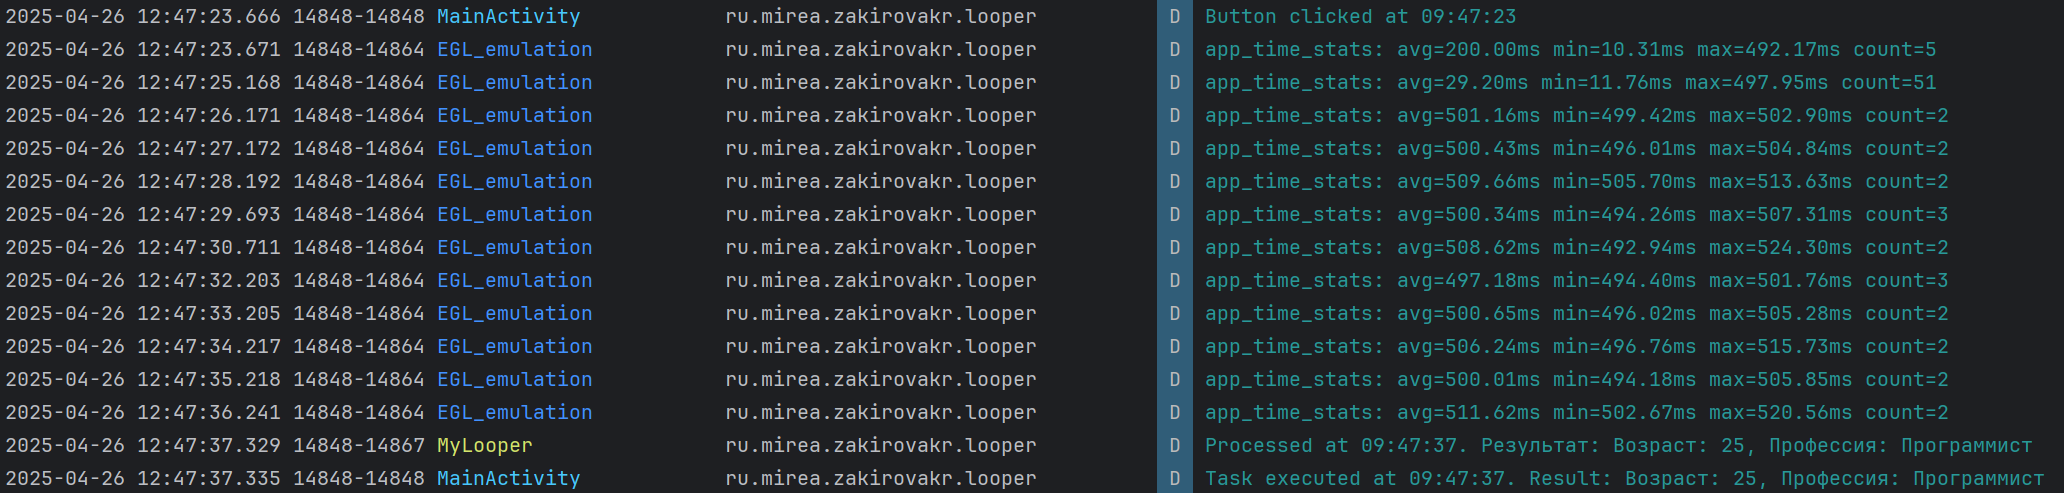 2025-04-26 12:47:23.666 14848-14848 MainActivity ru.mirea.zakirovakr.looper D Button clicked at 09:47:23
2025-04-26 12:47:23.671 14848-14864 EGL_emulation ru.mirea.zakirovakr.looper D app_time_stats: avg=200.00ms min=10.31ms max=492.17ms count=5
2025-04-26 12:47:25.168 14848-14864 EGL_emulation ru.mirea.zakirovakr.looper D app_time_stats: avg=29.20ms min=11.76ms max=497.95ms count=51
2025-04-26 12:47:26.171 14848-14864 EGL_emulation ru.mirea.zakirovakr.looper D app_time_stats: avg=501.16ms min=499.42ms max=502.90ms count=2
2025-04-26 12:47:27.172 14848-14864 EGL_emulation ru.mirea.zakirovakr.looper D app_time_stats: avg=500.43ms min=496.01ms max=504.84ms count=2
2025-04-26 12:47:28.192 14848-14864 EGL_emulation ru.mirea.zakirovakr.looper D app_time_stats: avg=509.66ms min=505.70ms max=513.63ms count=2
2025-04-26 12:47:29.693 14848-14864 EGL_emulation ru.mirea.zakirovakr.looper D app_time_stats: avg=500.34ms min=494.26ms max=507.31ms count=3
2025-04-26 12:47:30.711 14848-14864 EGL_emulation ru.mirea.zakirovakr.looper D app_time_stats: avg=508.62ms min=492.94ms max=524.30ms count=2
2025-04-26 12:47:32.203 14848-14864 EGL_emulation ru.mirea.zakirovakr.looper D app_time_stats: avg=497.18ms min=494.40ms max=501.76ms count=3
2025-04-26 12:47:33.205 14848-14864 EGL_emulation ru.mirea.zakirovakr.looper D app_time_stats: avg=500.65ms min=496.02ms max=505.28ms count=2
2025-04-26 12:47:34.217 14848-14864 EGL_emulation ru.mirea.zakirovakr.looper D app_time_stats: avg=506.24ms min=496.76ms max=515.73ms count=2
2025-04-26 12:47:35.218 14848-14864 EGL_emulation ru.mirea.zakirovakr.looper D app_time_stats: avg=500.01ms min=494.18ms max=505.85ms count=2
2025-04-26 12:47:36.241 14848-14864 EGL_emulation ru.mirea.zakirovakr.looper D app_time_stats: avg=511.62ms min=502.67ms max=520.56ms count=2
2025-04-26 12:47:37.329 14848-14867 MyLooper ru.mirea.zakirovakr.looper D Processed at 09:47:37. Результат: Возраст: 25, Профессия: Программист
2025-04-26 12:47:37.335 14848-14848 MainActivity ru.mirea.zakirovakr.looper D Task executed at 09:47:37. Result: Возраст: 25, Профессия: Программист